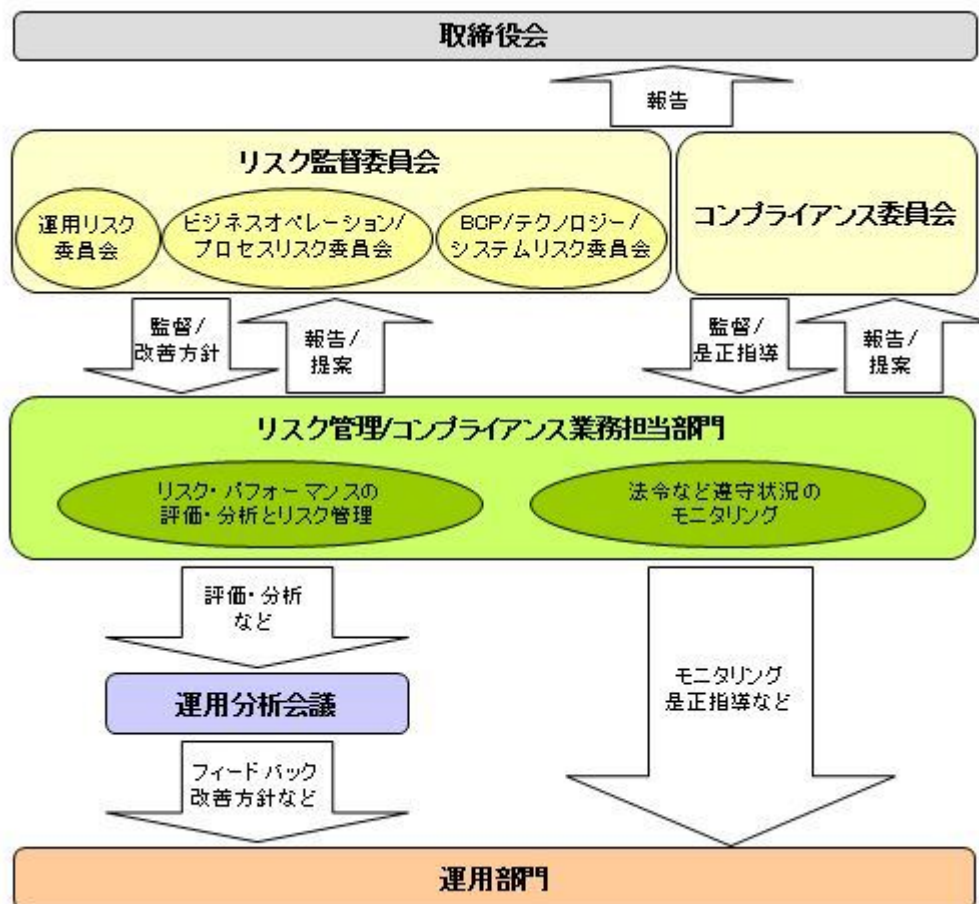 取締役会
報告
リスク監督委員会
運用リスク
委員会
ビジネスオペレーション/
プロセスリスク委員会
BCP/テクノロジー/
システムリスク委員会
コンプライアンス委員会
監督/
改善方針
報告/
提案
監督/
是正指導
報告/
提案
リスク管理/コンプライアンス業務担当部門
リスク・パフォーマンスの
評価・分析とリスク管理
法令など遵守状況の
モニタリング
評価・分析
など
運用分析会議
モニタリング
是正指導など
フィードバック
改善方針など
運用部門